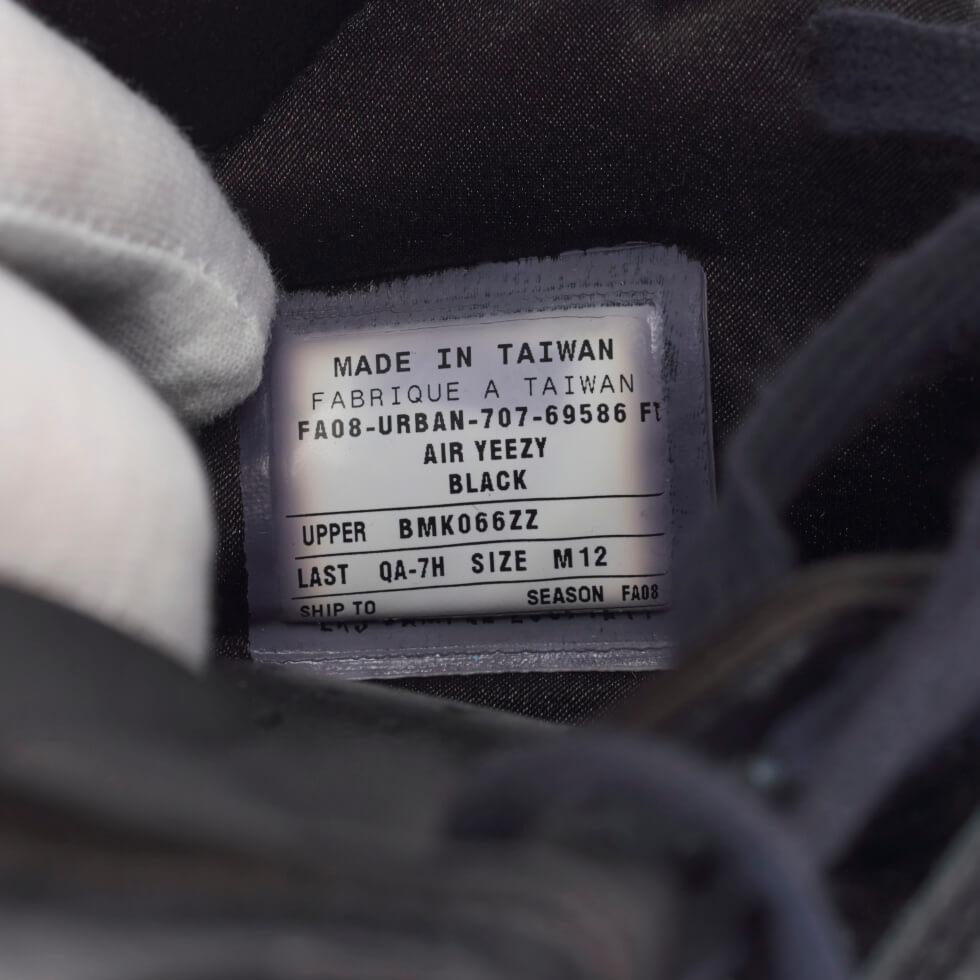 MADE IN TAIWAN
FABRIQUE A TAIWAN
FA08-URBAN-707-69586
AIR YEEZY
BLACK
UPPER BMK066ZZ
LAST QA-7H SIZE M 12
SHIP TO SEASON FA08